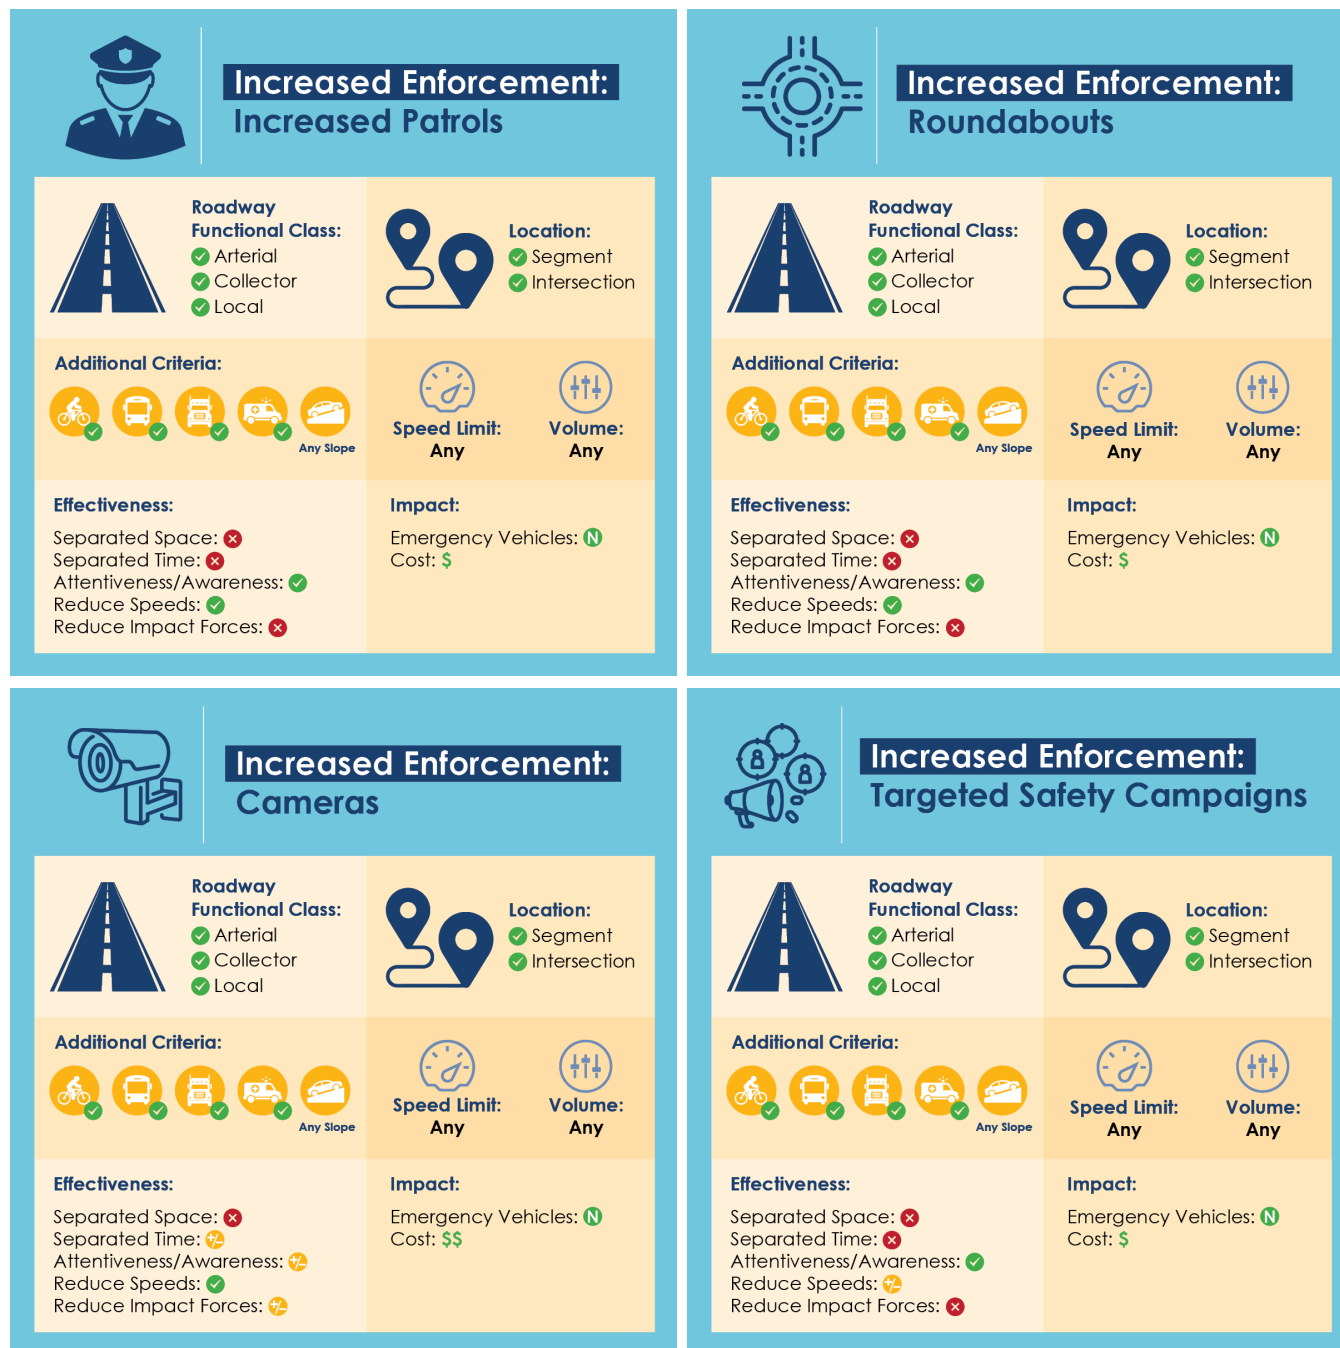 Increased Enforcement:
Increased Patrols
Roadway
Functional Class:
Arterial
Collector
Local
Location:
Segment
Intersection
Additional Criteria:
Any Slope
Speed Limit:
Any
Volume:
Any
Effectiveness:
Separated Space:
Separated Time:
Attentiveness/Awareness:
Reduce Speeds:
Reduce Impact Forces:
Impact:
Emergency Vehicles: N
Cost: $
Increased Enforcement:
Roundabouts
Roadway
Functional Class:
Arterial
Collector
Local
Location:
Segment
Intersection
Additional Criteria:
Any Slope
Speed Limit:
Any
Volume:
Any
Effectiveness:
Separated Space:
Separated Time:
Attentiveness/Awareness:
Reduce Speeds:
Reduce Impact Forces:
Impact:
Emergency Vehicles: N
Cost: $
Increased Enforcement:
Cameras
Roadway
Functional Class:
Arterial
Collector
Local
Location:
Segment
Intersection
Additional Criteria:
Any Slope
Speed Limit:
Any
Volume:
Any
Effectiveness:
Separated Space:
Separated Time: +/-
Attentiveness/Awareness: +/-
Reduce Speeds:
Reduce Impact Forces: +/-
Impact:
Emergency Vehicles: N
Cost: $$
Increased Enforcement:
Targeted Safety Campaigns
Roadway
Functional Class:
Arterial
Collector
Local
Location:
Segment
Intersection
Additional Criteria:
Any Slope
Speed Limit:
Any
Volume:
Any
Effectiveness:
Separated Space:
Separated Time:
Attentiveness/Awareness:
Reduce Speeds: +/-
Reduce Impact Forces:
Impact:
Emergency Vehicles: N
Cost: $